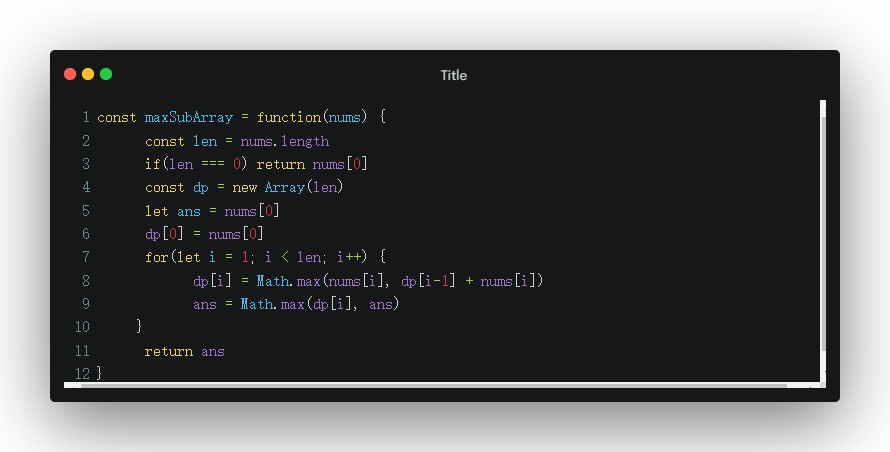 Title
1 const maxSubArray = function(nums) {
2 const len = nums.length
3 if(len === 0) return nums[0]
4 const dp = new Array(len)
5 let ans = nums[0]
6 dp[0] = nums[0]
7 for(let i = 1; i < len; i++) {
8 dp[i] = Math.max(nums[i], dp[i-1] + nums[i])
9 ans = Math.max(dp[i], ans)
10 }
11 return ans
12 }